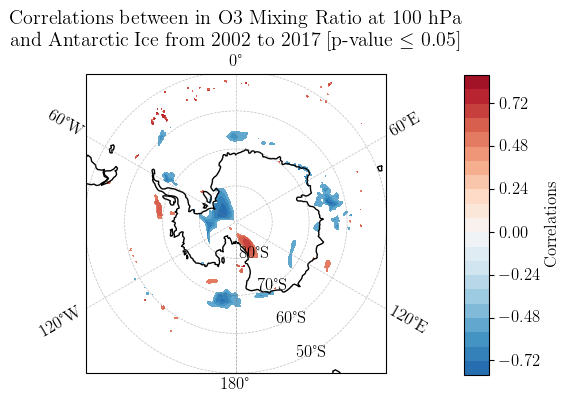 Correlations between in O3 Mixing Ratio at 100 hPa
and Antarctic Ice from 2002 to 2017 [p-value ≤ 0.05]
0°
60°W
60°E
120°W
120°E
180°
80°S
70°S
60°S
50°S
0.72
0.48
0.24
0.00
−0.24
−0.48
−0.72
Correlations